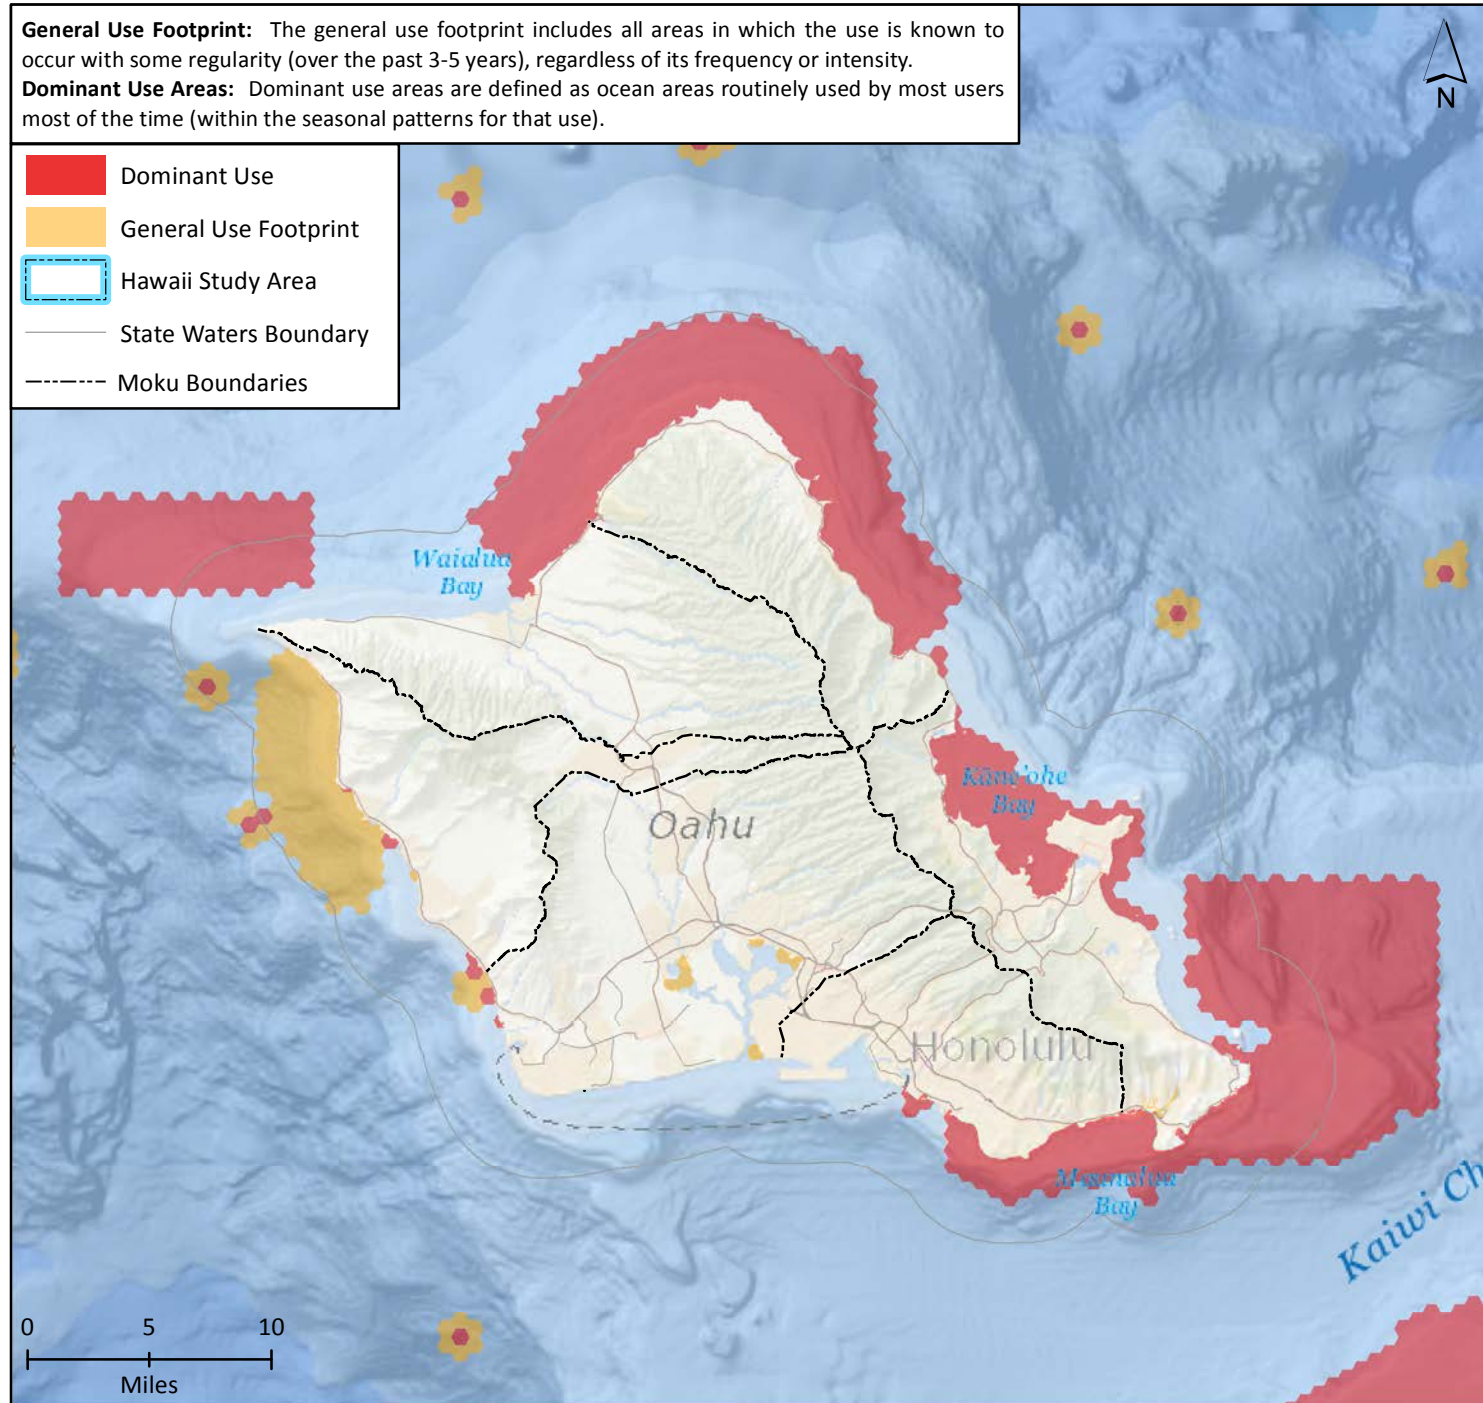 General Use Footprint: The general use footprint includes all areas in which the use is known to
occur with some regularity (over the past 3-5 years), regardless of its frequency or intensity.
Dominant Use Areas: Dominant use areas are defined as ocean areas routinely used by most users
most of the time (within the seasonal patterns for that use).
N
Dominant Use
General Use Footprint
Hawaii Study Area
State Waters Boundary
Moku Boundaries
Waialua
Bay
Kāne'ohe
Bay
Oahu
Honolulu
Maunalua
Bay
Kaiwi Ch
0 5 10
Miles